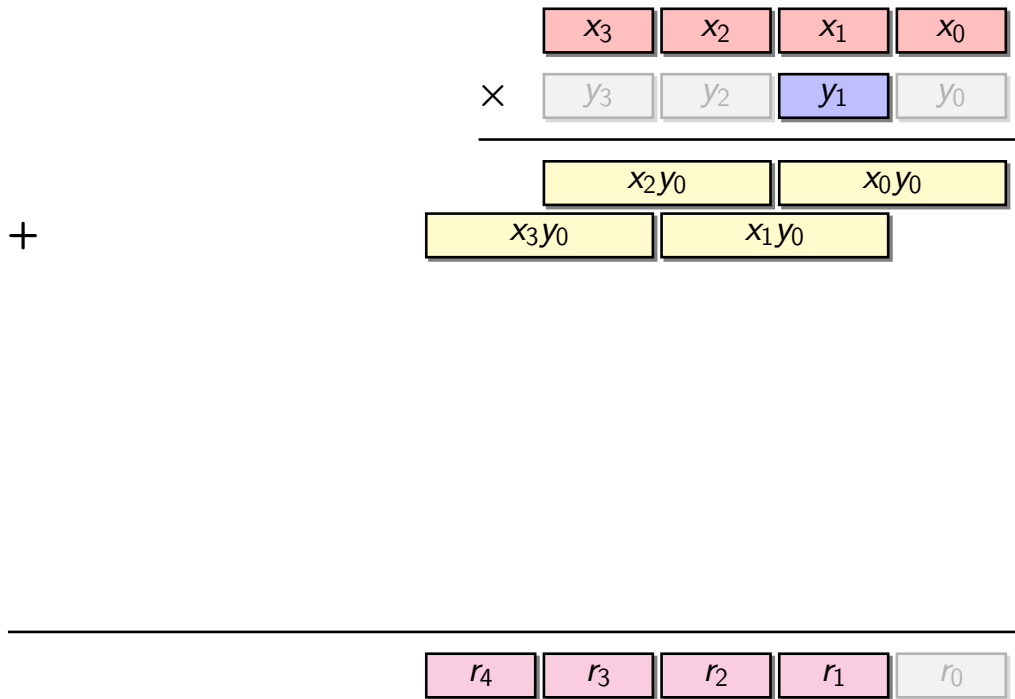 x₃ x₂ x₁ x₀
× y₃ y₂ y₁ y₀
x₂y₀ x₀y₀
+ x₃y₀ x₁y₀
r₄ r₃ r₂ r₁ r₀